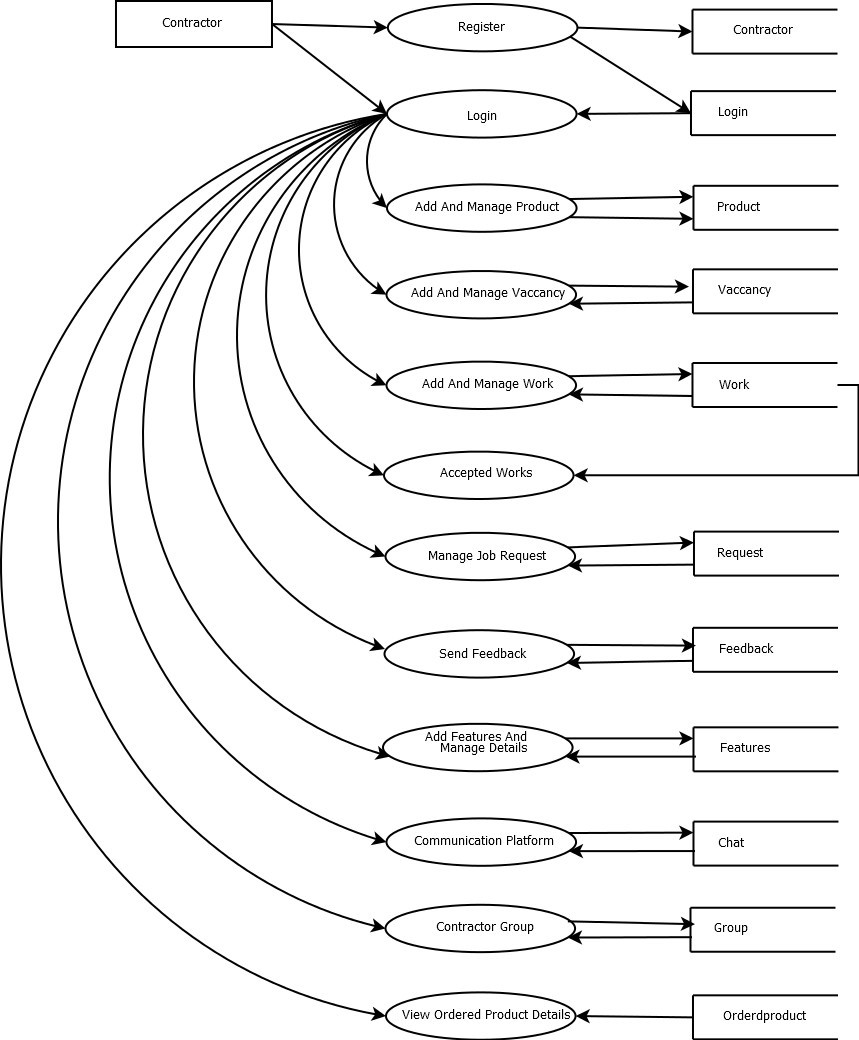 Contractor
Register
Contractor
Login
Login
Add And Manage Product
Product
Add And Manage Vaccancy
Vaccancy
Add And Manage Work
Work
Accepted Works
Manage Job Request
Request
Send Feedback
Feedback
Add Features And
Manage Details
Features
Communication Platform
Chat
Contractor Group
Group
View Ordered Product Details
Orderdproduct